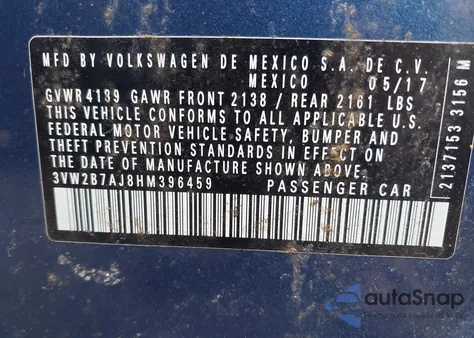 MFD BY VOLKSWAGEN DE MEXICO S.A. DE C.V.
MEXICO 05/17
GVWR 4189 GAWR FRONT 2138 / REAR 2161 LBS
THIS VEHICLE CONFORMS TO ALL APPLICABLE U.S.
FEDERAL MOTOR VEHICLE SAFETY, BUMPER AND
THEFT PREVENTION STANDARDS IN EFFECT ON THE
DATE OF MANUFACTURE SHOWN ABOVE.
3VW2B7AJ8HM396459 PASSENGER CAR
2137153 3156 M
autoSnap